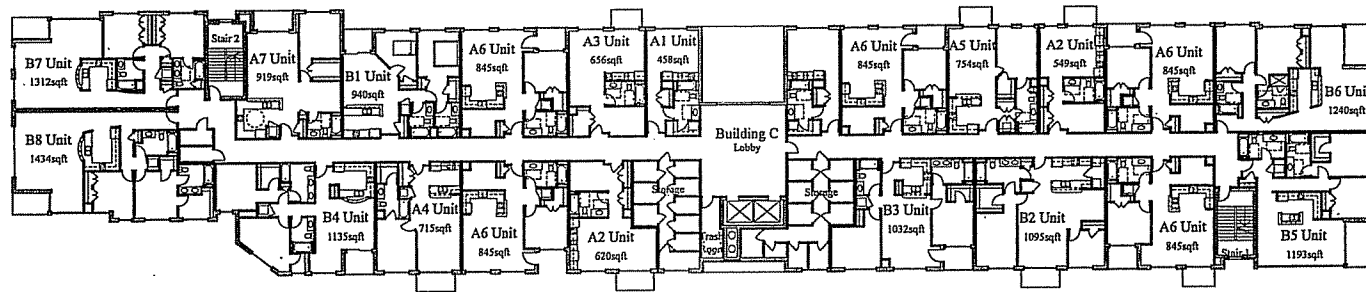 Stair 2
A7 Unit
919sqft
B7 Unit
1312sqft
B1 Unit
940sqft
A6 Unit
845sqft
A3 Unit
656sqft
A1 Unit
458sqft
A6 Unit
845sqft
A5 Unit
754sqft
A2 Unit
549sqft
A6 Unit
845sqft
B6 Unit
1240sqft
B8 Unit
1434sqft
Building C
Lobby
B4 Unit
1135sqft
A4 Unit
715sqft
A6 Unit
845sqft
A2 Unit
620sqft
Storage
Trash
Room
Storage
B3 Unit
1032sqft
B2 Unit
1095sqft
A6 Unit
845sqft
Stair 1
B5 Unit
1193sqft